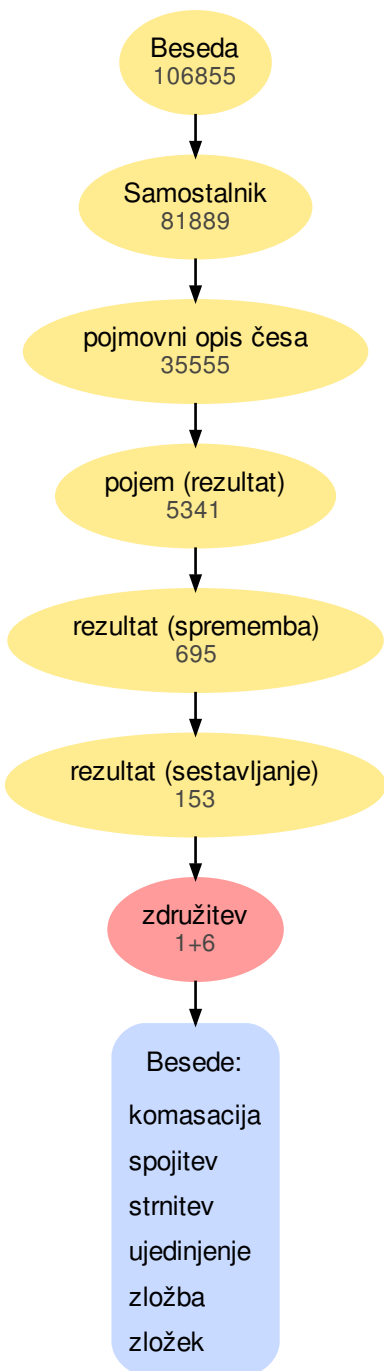 Beseda
106855
Samostalnik
81889
pojmovni opis česa
35555
pojem (rezultat)
5341
rezultat (sprememba)
695
rezultat (sestavljanje)
153
združitev
1+6
Besede:
komasacija
spojitev
strnitev
ujedinjenje
zložba
zložek